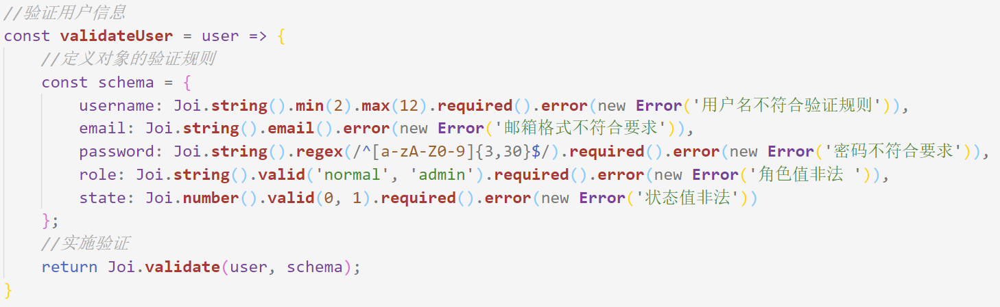 //验证用户信息
const validateUser = user => {
    //定义对象的验证规则
    const schema = {
        username: Joi.string().min(2).max(12).required().error(new Error('用户名不符合验证规则')),
        email: Joi.string().email().error(new Error('邮箱格式不符合要求')),
        password: Joi.string().regex(/^[a-zA-Z0-9]{3,30}$/).required().error(new Error('密码不符合要求')),
        role: Joi.string().valid('normal', 'admin').required().error(new Error('角色值非法 ')),
        state: Joi.number().valid(0, 1).required().error(new Error('状态值非法'))
    };
    //实施验证
    return Joi.validate(user, schema);
}